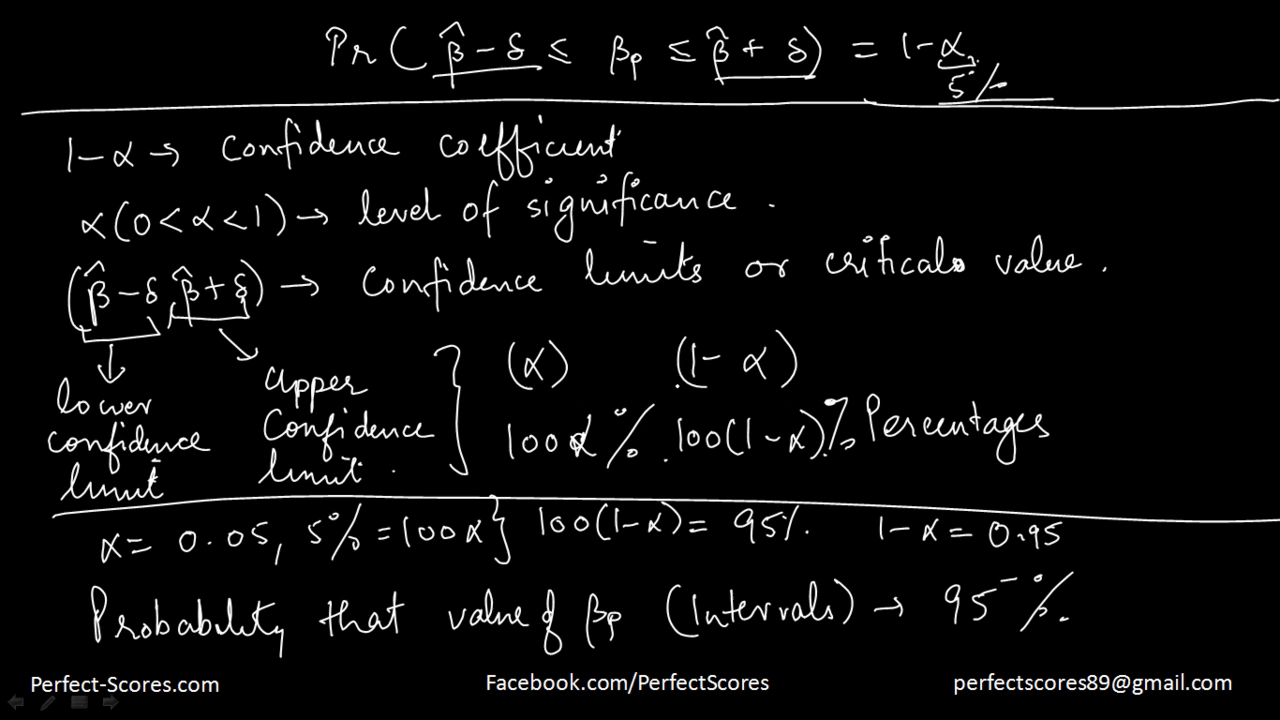 Pr( β̂ - δ ≤ βp ≤ β̂ + δ) = 1-α
5%
1-α → Confidence coefficient
α(0<α<1) → level of significance.
(β̂-δ, β̂+δ) → Confidence limits or criticals value.
lower confidence limit
upper Confidence limit.
(α) (1-α)
100α% 100(1-α)% Percentages
α = 0.05, 5% = 100α} 100(1-α) = 95%. 1-α = 0.95
Probability that value of βp (Intervals) → 95%.
Perfect-Scores.com Facebook.com/PerfectScores perfectscores89@gmail.com